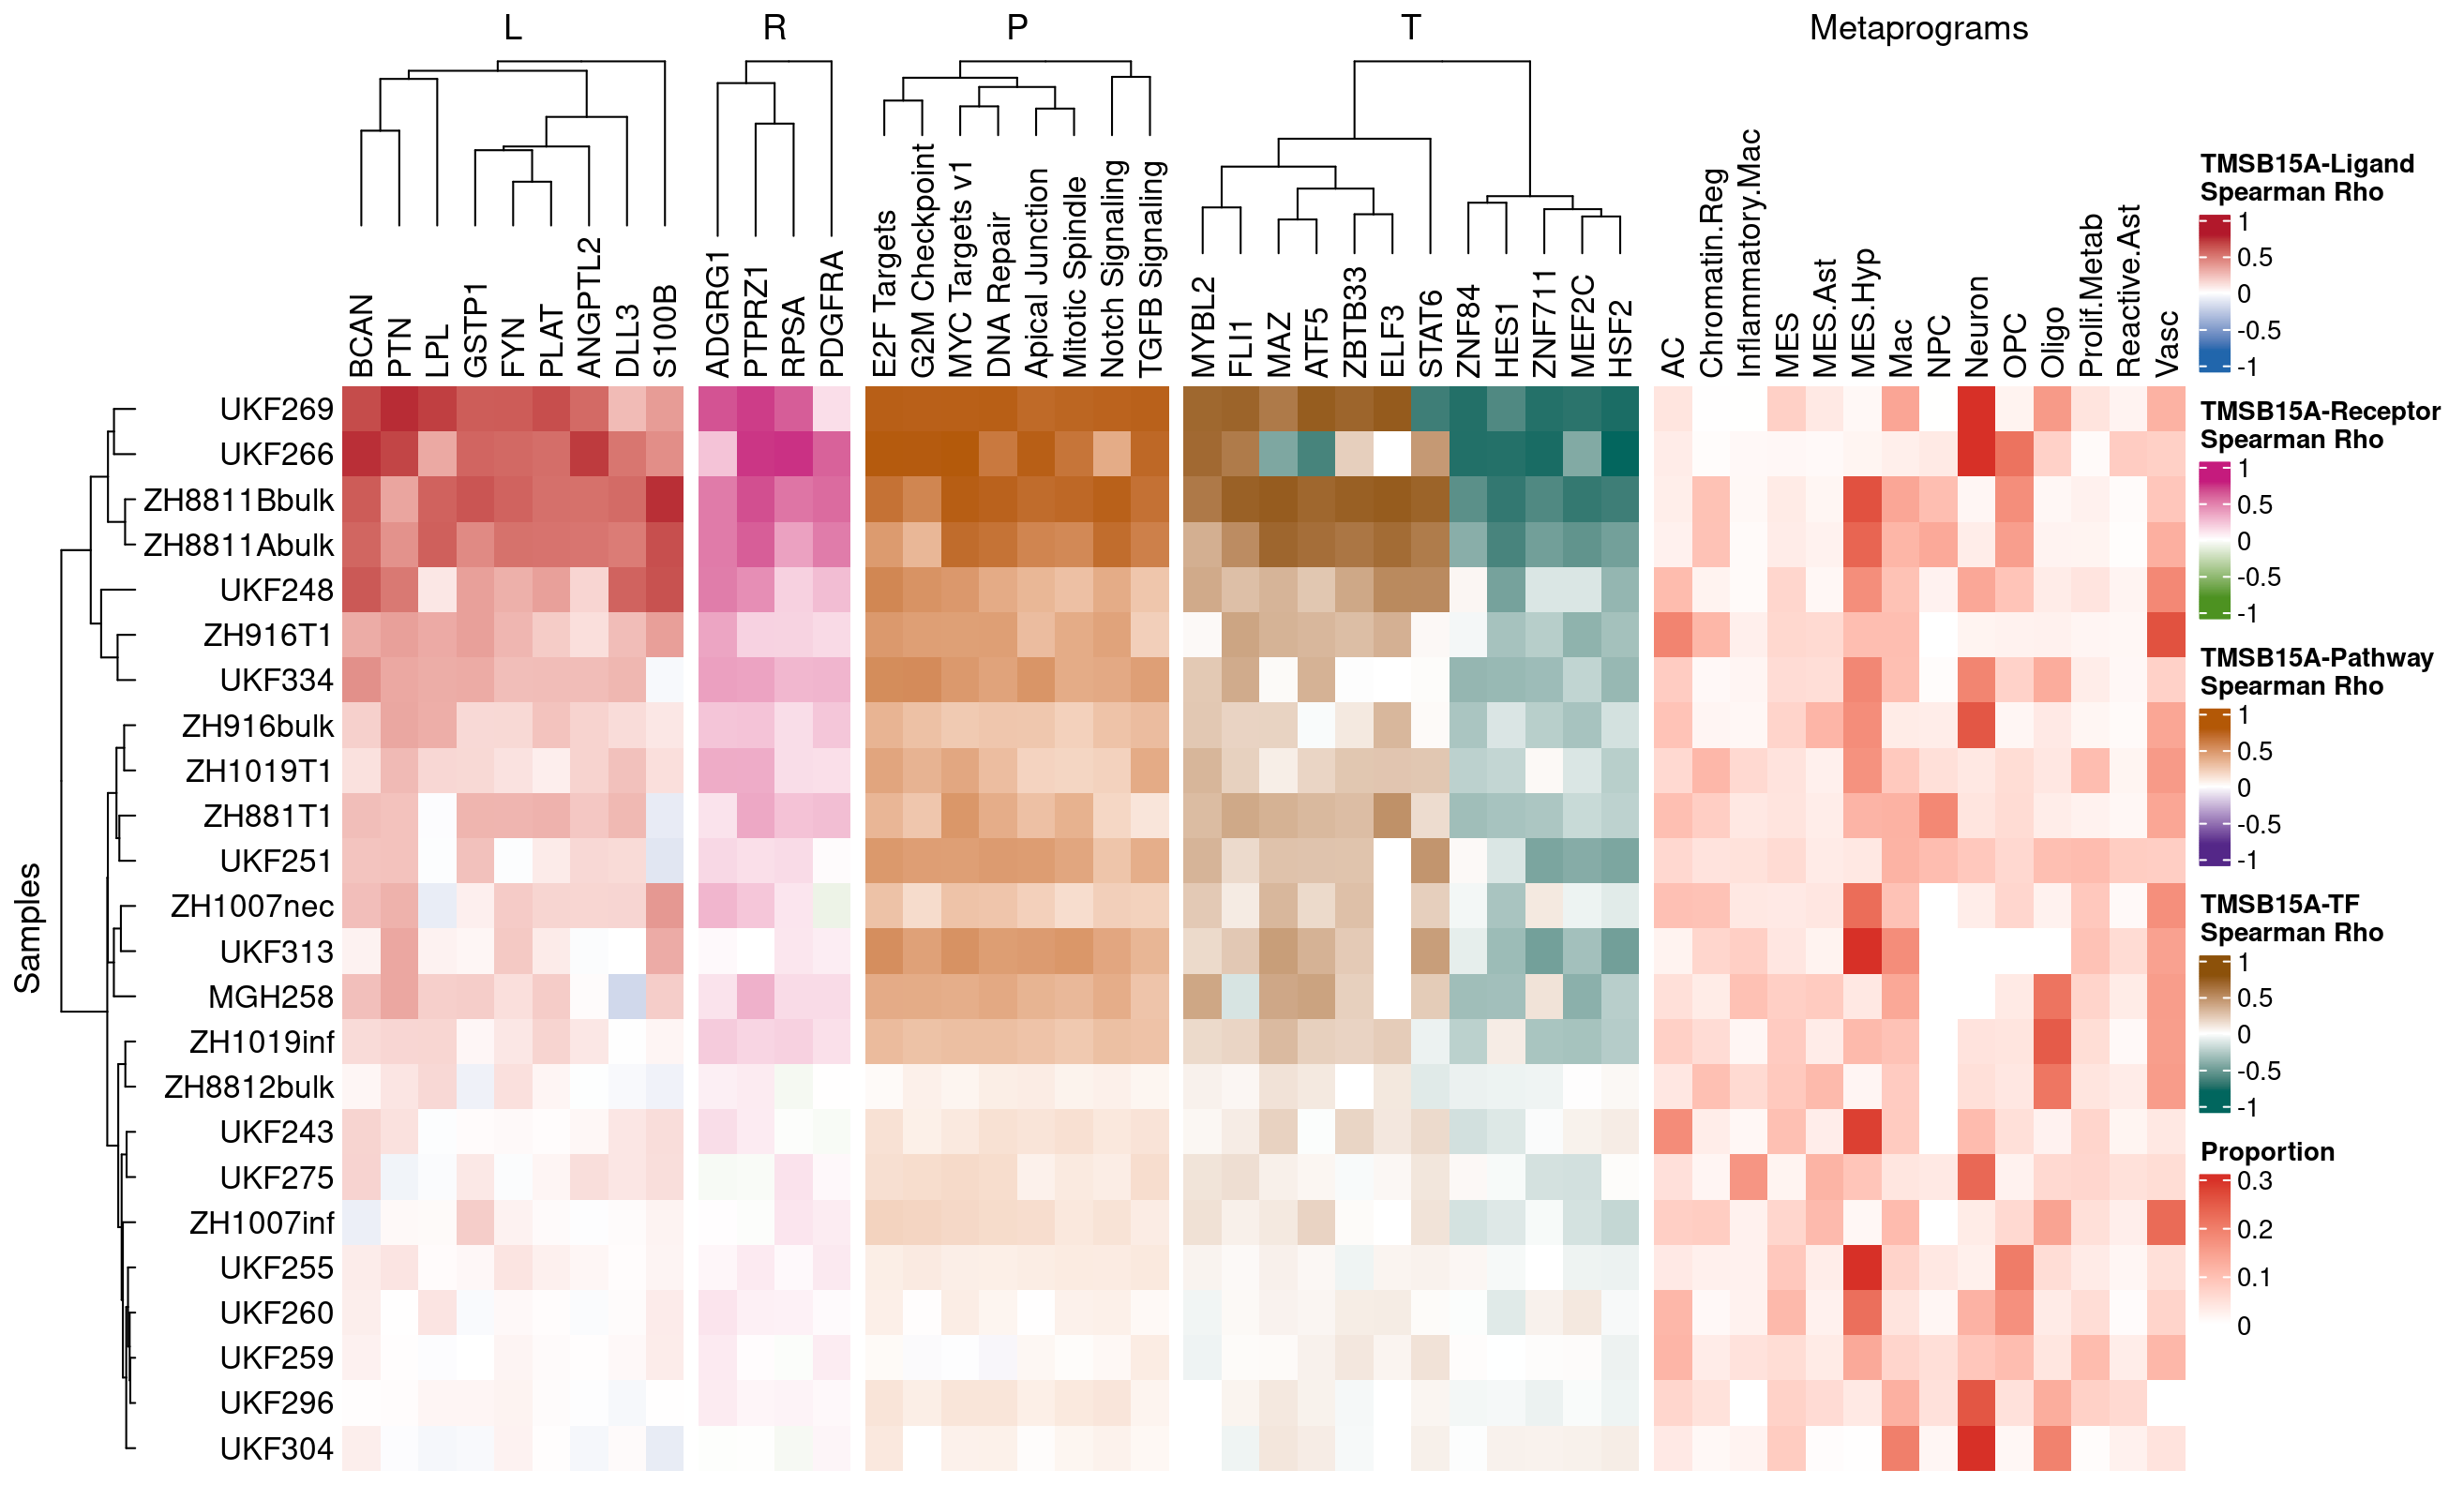 L
R
P
T
Metaprograms
BCAN
PTN
LPL
GSTP1
FYN
PLAT
ANGPTL2
DLL3
S100B
ADGRG1
PTPRZ1
RPSA
PDGFRA
E2F Targets
G2M Checkpoint
MYC Targets v1
DNA Repair
Apical Junction
Mitotic Spindle
Notch Signaling
TGFB Signaling
MYBL2
FLI1
MAZ
ATF5
ZBTB33
ELF3
STAT6
ZNF84
HES1
ZNF711
MEF2C
HSF2
AC
Chromatin.Reg
Inflammatory.Mac
MES
MES.Ast
MES.Hyp
Mac
NPC
Neuron
OPC
Oligo
Prolif.Metab
Reactive.Ast
Vasc
Samples
UKF269
UKF266
ZH8811Bbulk
ZH8811Abulk
UKF248
ZH916T1
UKF334
ZH916bulk
ZH1019T1
ZH881T1
UKF251
ZH1007nec
UKF313
MGH258
ZH1019inf
ZH8812bulk
UKF243
UKF275
ZH1007inf
UKF255
UKF260
UKF259
UKF296
UKF304
TMSB15A-Ligand
Spearman Rho
1
0.5
0
-0.5
-1
TMSB15A-Receptor
Spearman Rho
1
0.5
0
-0.5
-1
TMSB15A-Pathway
Spearman Rho
1
0.5
0
-0.5
-1
TMSB15A-TF
Spearman Rho
1
0.5
0
-0.5
-1
Proportion
0.3
0.2
0.1
0